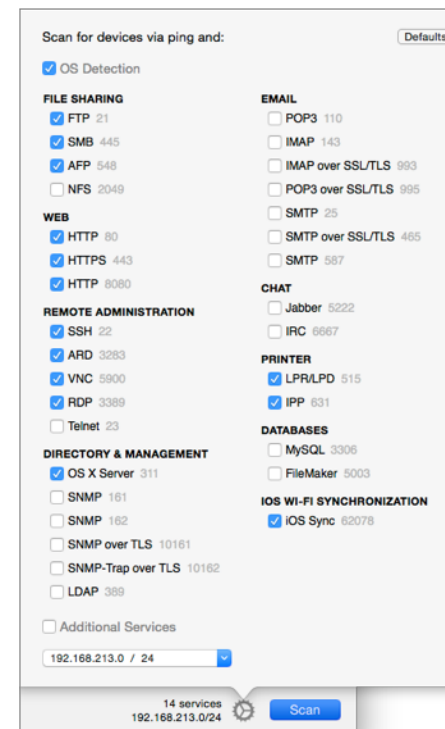 Scan for devices via ping and:
Defaults
OS Detection
FILE SHARING
FTP 21
SMB 445
AFP 548
NFS 2049
WEB
HTTP 80
HTTPS 443
HTTP 8080
REMOTE ADMINISTRATION
SSH 22
ARD 3283
VNC 5900
RDP 3389
Telnet 23
DIRECTORY & MANAGEMENT
OS X Server 311
SNMP 161
SNMP 162
SNMP over TLS 10161
SNMP-Trap over TLS 10162
LDAP 389
EMAIL
POP3 110
IMAP 143
IMAP over SSL/TLS 993
POP3 over SSL/TLS 995
SMTP 25
SMTP over SSL/TLS 465
SMTP 587
CHAT
Jabber 5222
IRC 6667
PRINTER
LPR/LPD 515
IPP 631
DATABASES
MySQL 3306
FileMaker 5003
IOS WI-FI SYNCHRONIZATION
iOS Sync 62078
Additional Services
192.168.213.0 / 24
14 services
192.168.213.0/24
Scan